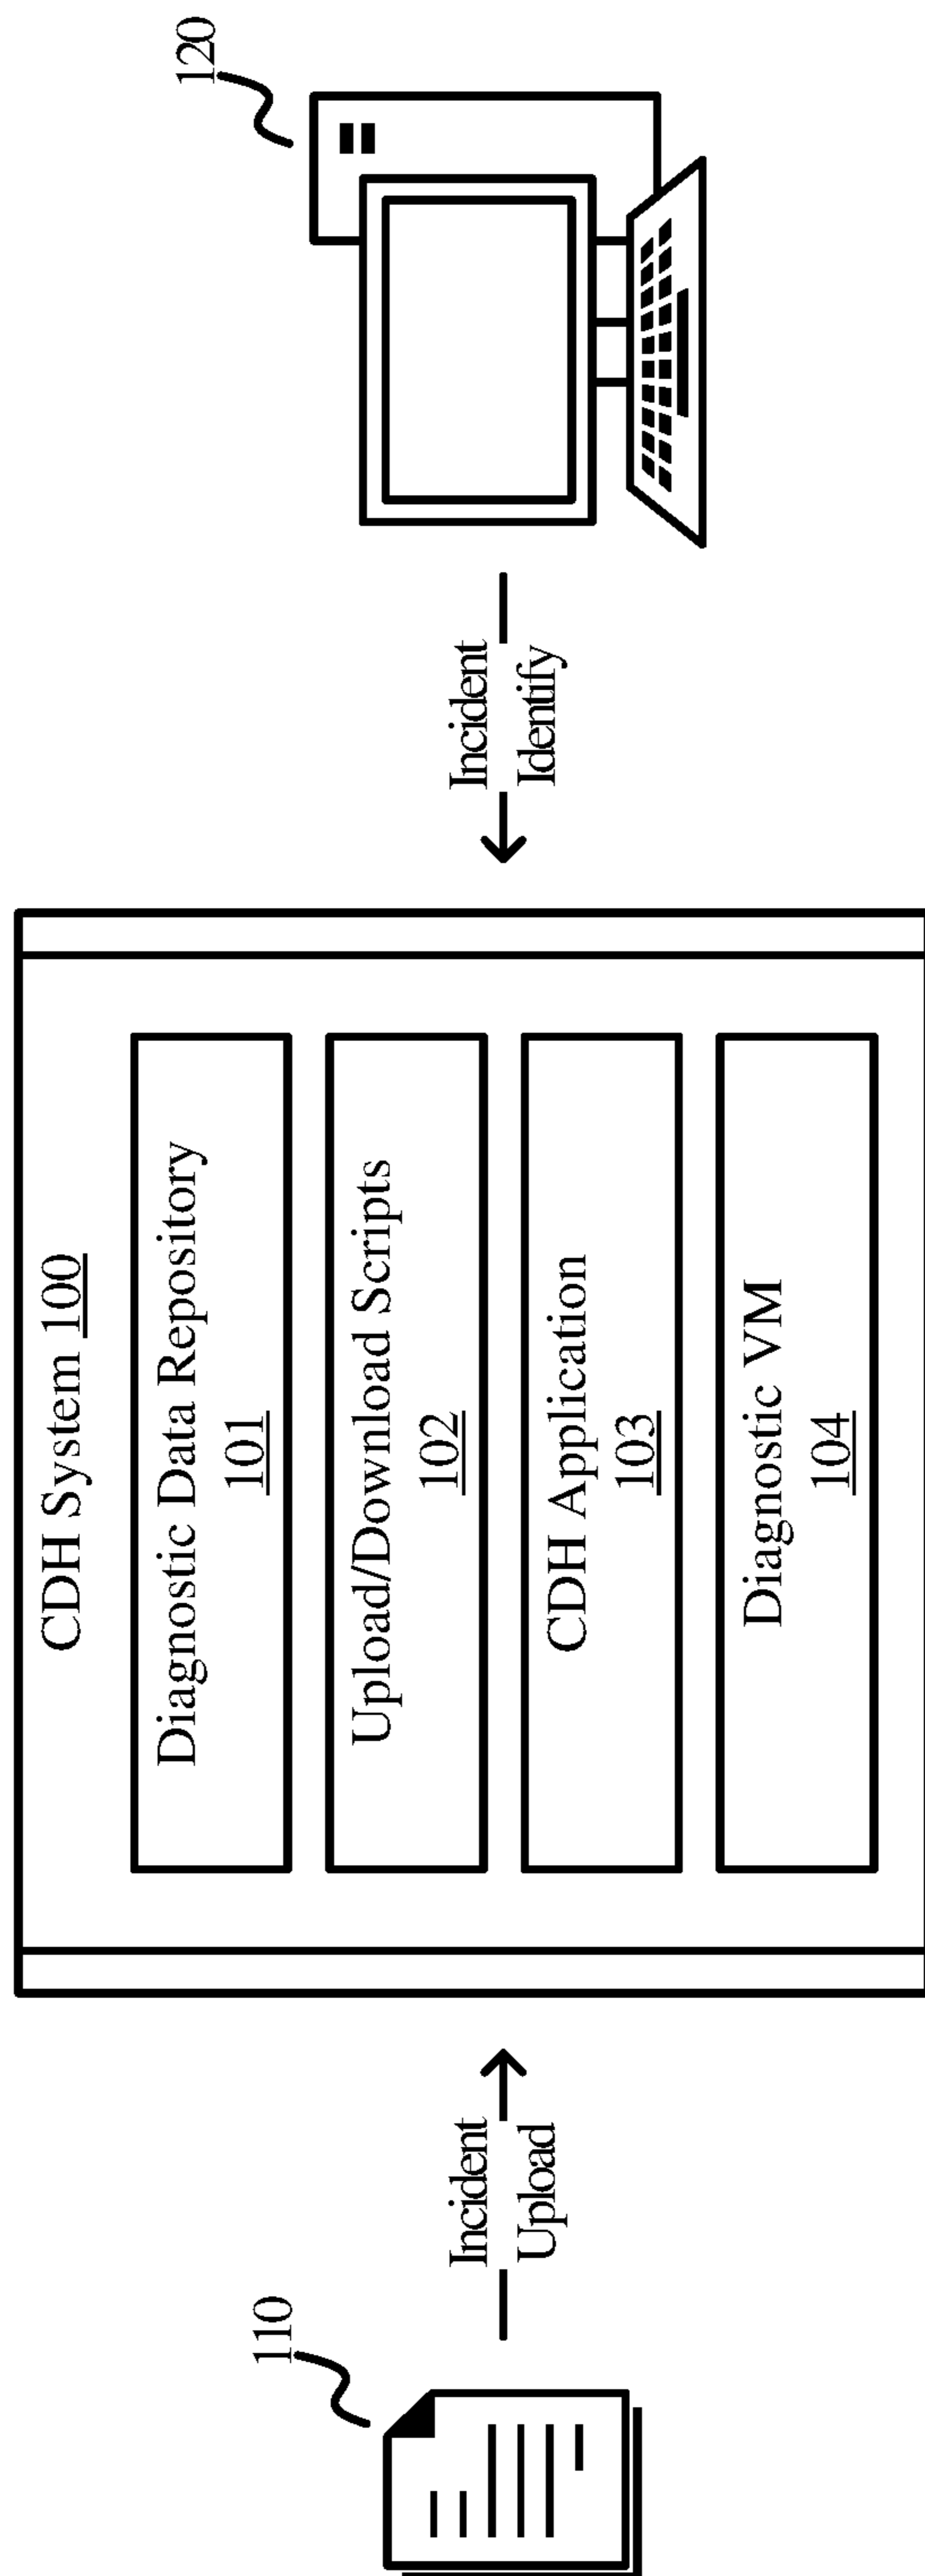 CDH System 100
Diagnostic Data Repository
101
Upload/Download Scripts
102
CDH Application
103
Diagnostic VM
104
110
Incident
Upload
120
Incident
Identify